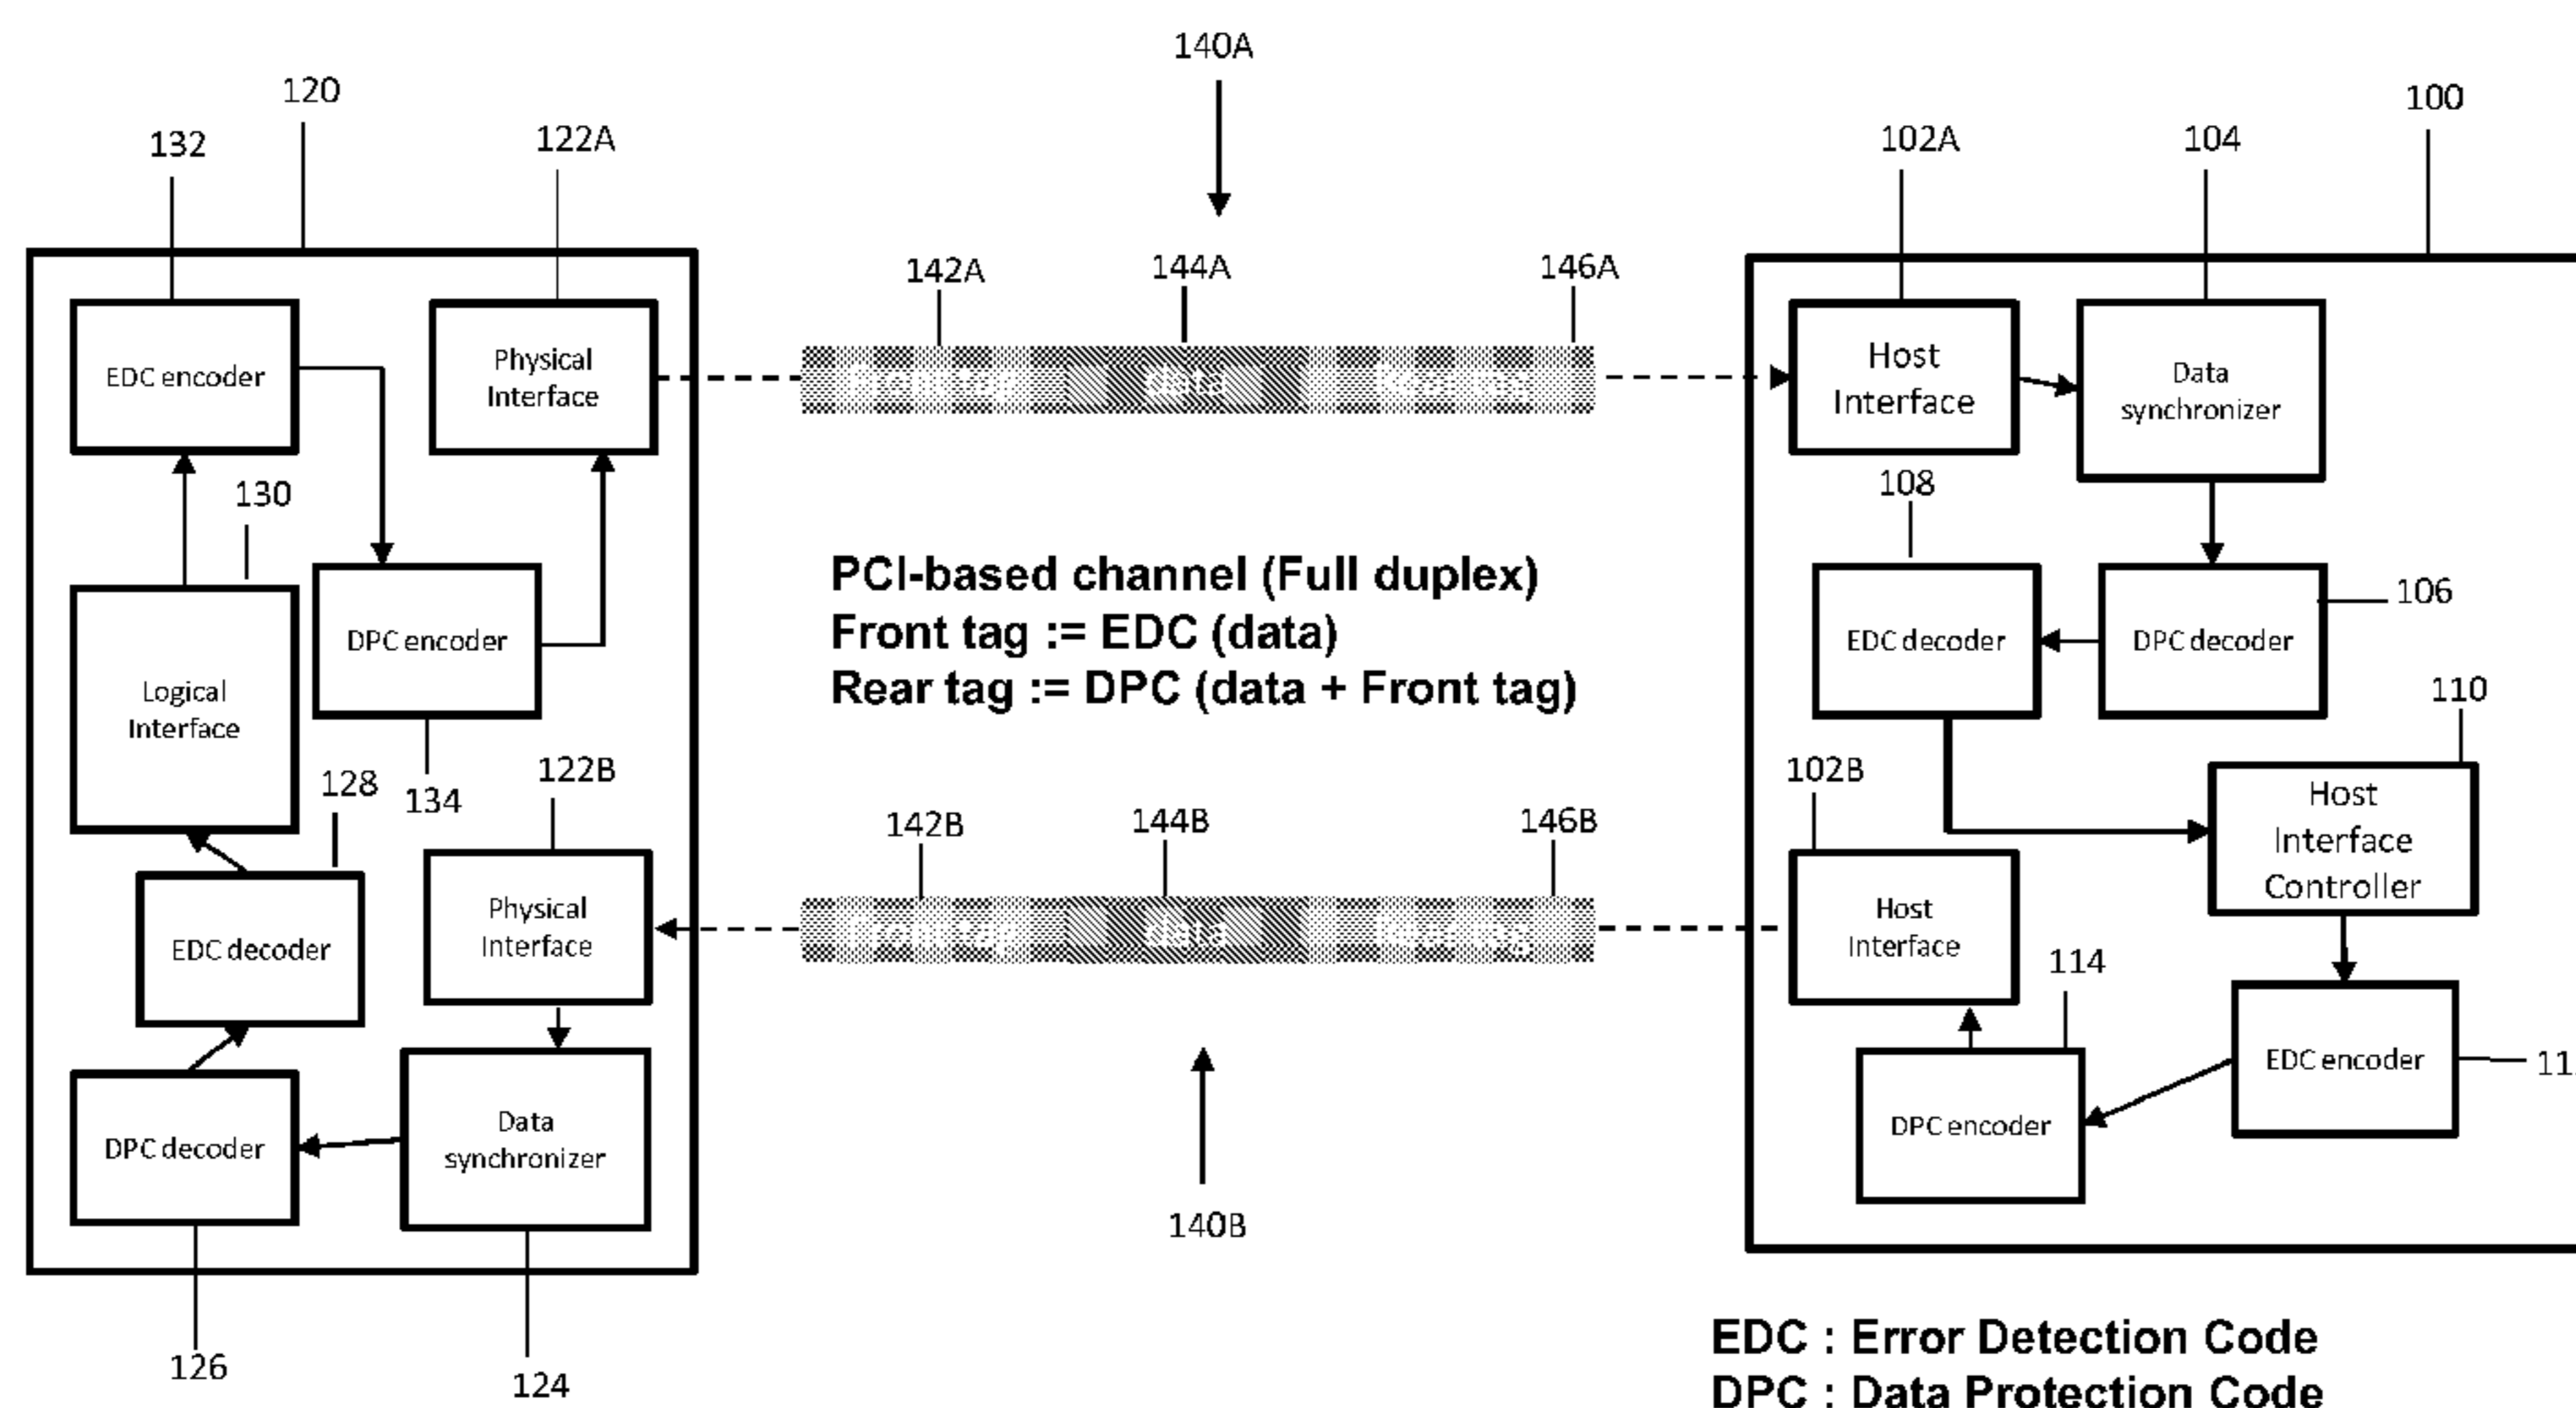 140A
120
100
132
122A
102A
104
142A
144A
146A
EDC encoder
Physical
Interface
data
Host
Interface
Data
synchronizer
130
108
PCI-based channel (Full duplex)
Front tag := EDC (data)
Rear tag := DPC (data + Front tag)
DPC encoder
Logical
Interface
EDC decoder
DPC decoder
106
110
128
134
122B
102B
142B
144B
146B
Host
Interface
Controller
EDC decoder
Physical
Interface
data
Host
Interface
114
DPC decoder
Data
synchronizer
DPC encoder
EDC encoder
140B
126
124
EDC : Error Detection Code
DPC : Data Protection Code